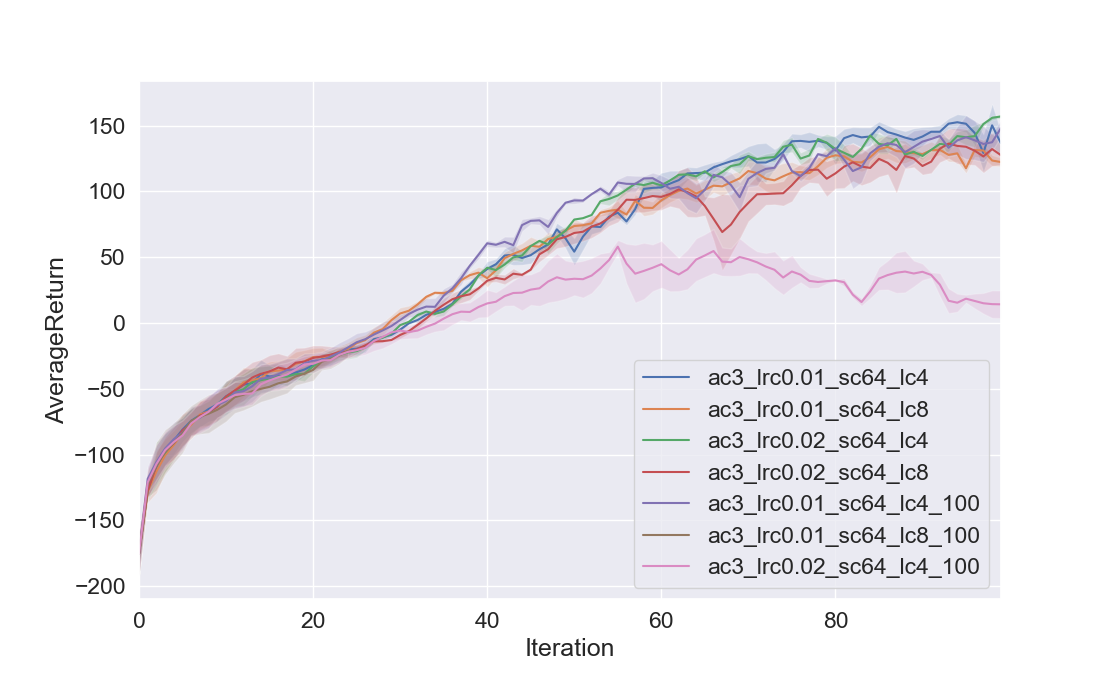 150
100
50
0
−50
−100
−150
−200
AverageReturn
0 20 40 60 80
Iteration
ac3_lrc0.01_sc64_lc4
ac3_lrc0.01_sc64_lc8
ac3_lrc0.02_sc64_lc4
ac3_lrc0.02_sc64_lc8
ac3_lrc0.01_sc64_lc4_100
ac3_lrc0.01_sc64_lc8_100
ac3_lrc0.02_sc64_lc4_100